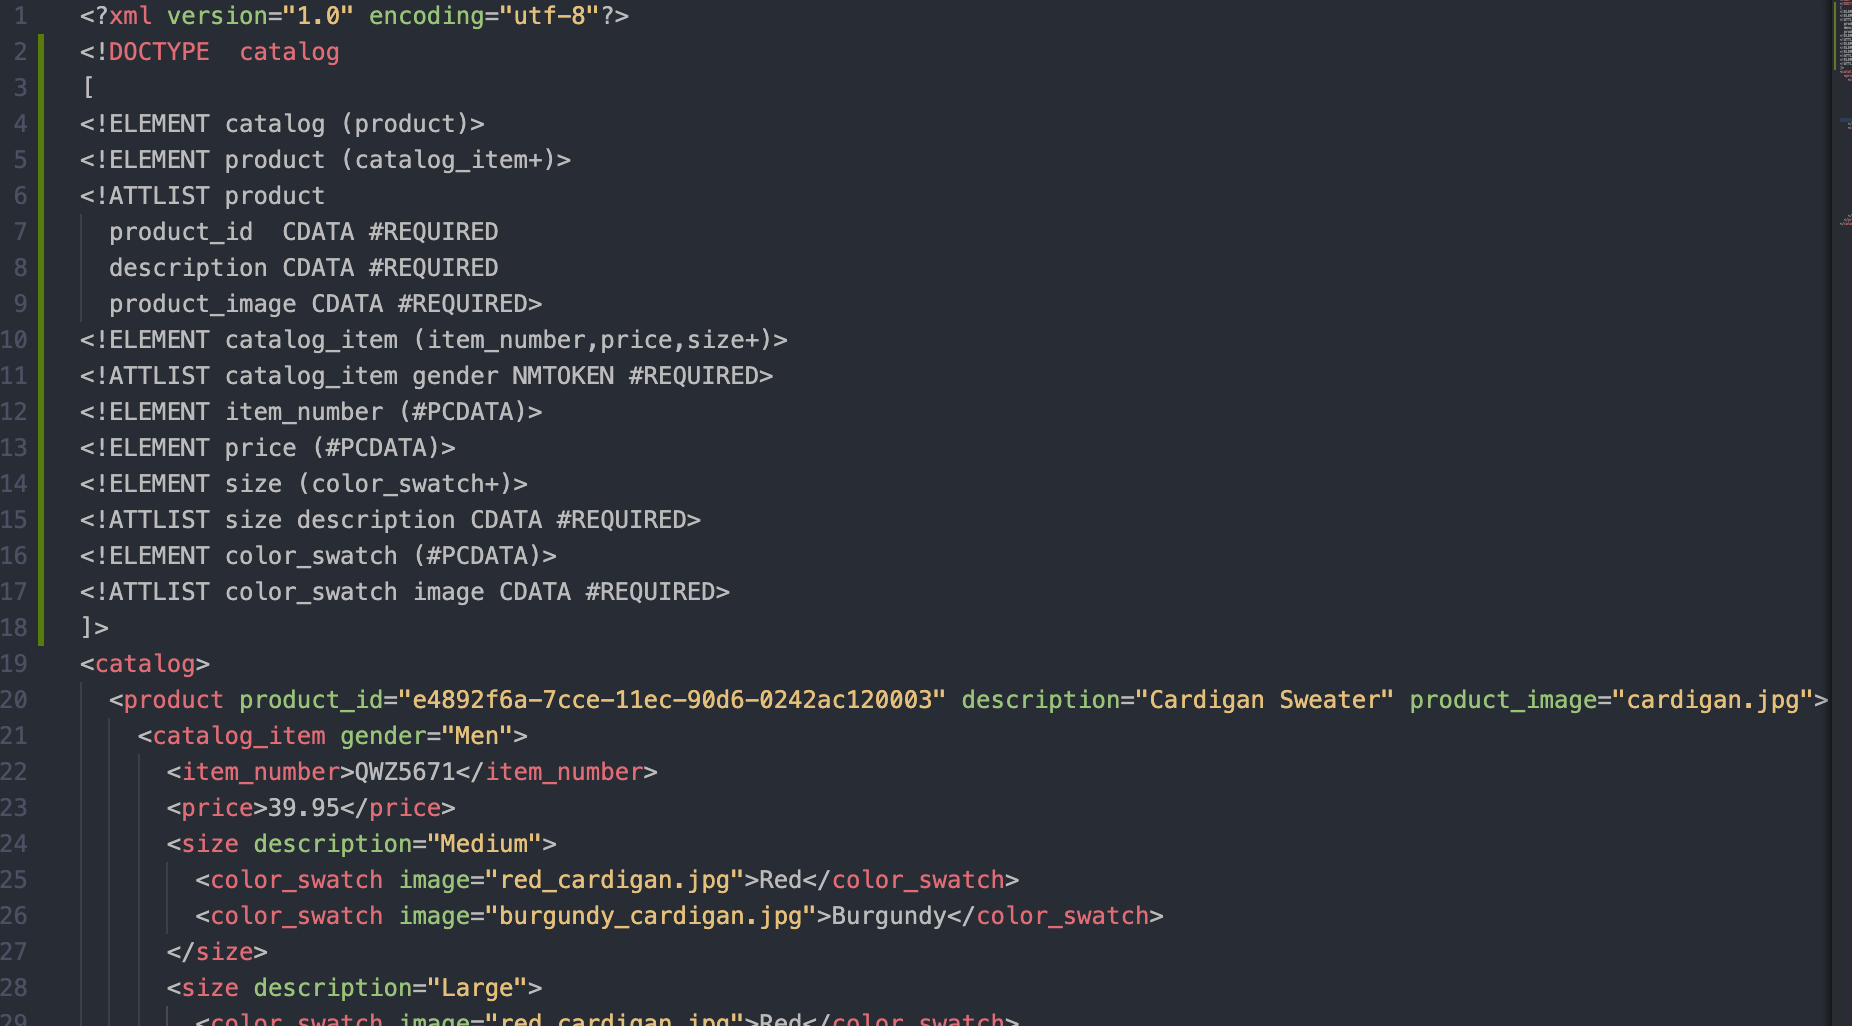 1 <?xml version="1.0" encoding="utf-8"?>
2 <!DOCTYPE  catalog
3 [
4 <!ELEMENT catalog (product)>
5 <!ELEMENT product (catalog_item+)>
6 <!ATTLIST product
7   product_id  CDATA #REQUIRED
8   description CDATA #REQUIRED
9   product_image CDATA #REQUIRED>
10 <!ELEMENT catalog_item (item_number,price,size+)>
11 <!ATTLIST catalog_item gender NMTOKEN #REQUIRED>
12 <!ELEMENT item_number (#PCDATA)>
13 <!ELEMENT price (#PCDATA)>
14 <!ELEMENT size (color_swatch+)>
15 <!ATTLIST size description CDATA #REQUIRED>
16 <!ELEMENT color_swatch (#PCDATA)>
17 <!ATTLIST color_swatch image CDATA #REQUIRED>
18 ]>
19 <catalog>
20   <product product_id="e4892f6a-7cce-11ec-90d6-0242ac120003" description="Cardigan Sweater" product_image="cardigan.jpg">
21     <catalog_item gender="Men">
22       <item_number>QWZ5671</item_number>
23       <price>39.95</price>
24       <size description="Medium">
25         <color_swatch image="red_cardigan.jpg">Red</color_swatch>
26         <color_swatch image="burgundy_cardigan.jpg">Burgundy</color_swatch>
27       </size>
28       <size description="Large">
29         <color_swatch image="red_cardigan.jpg">Red</color_swatch>